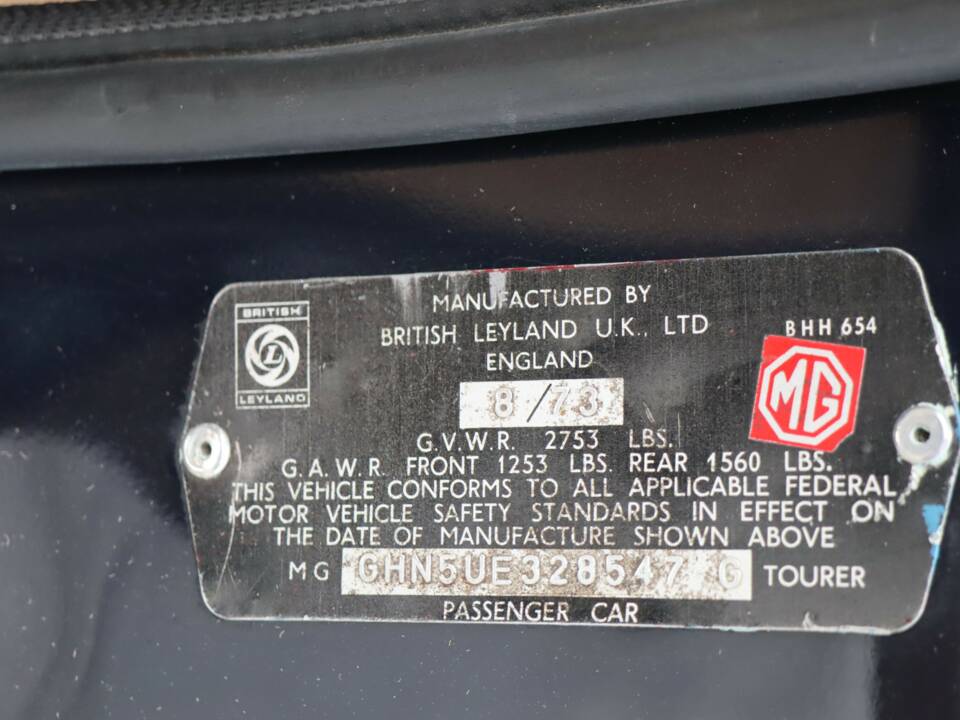 BRITISH
L
LEYLAND
MANUFACTURED BY
BRITISH LEYLAND U.K., LTD
ENGLAND
BHH 654
MG
8/73
G.V.W.R. 2753 LBS.
G.A.W.R. FRONT 1253 LBS. REAR 1560 LBS.
THIS VEHICLE CONFORMS TO ALL APPLICABLE FEDERAL
MOTOR VEHICLE SAFETY STANDARDS IN EFFECT ON
THE DATE OF MANUFACTURE SHOWN ABOVE
MG GHN5UE328547 G TOURER
PASSENGER CAR